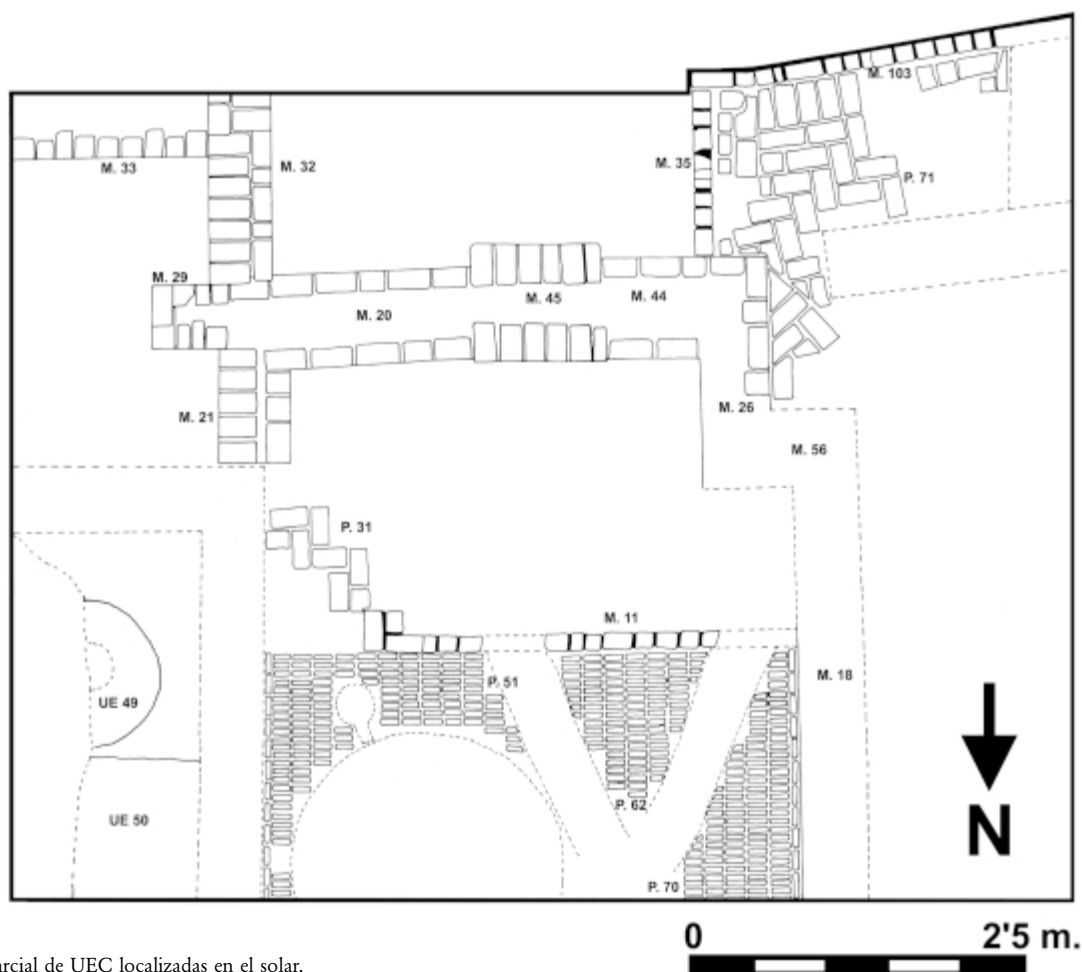 M. 103
M. 33
M. 32
M. 35
P. 71
M. 29
M. 45
M. 44
M. 20
M. 21
M. 26
M. 56
P. 31
M. 11
P. 51
M. 18
UE 49
P. 62
UE 50
P. 70
N
0 2'5 m.
arcial de UEC localizadas en el solar.